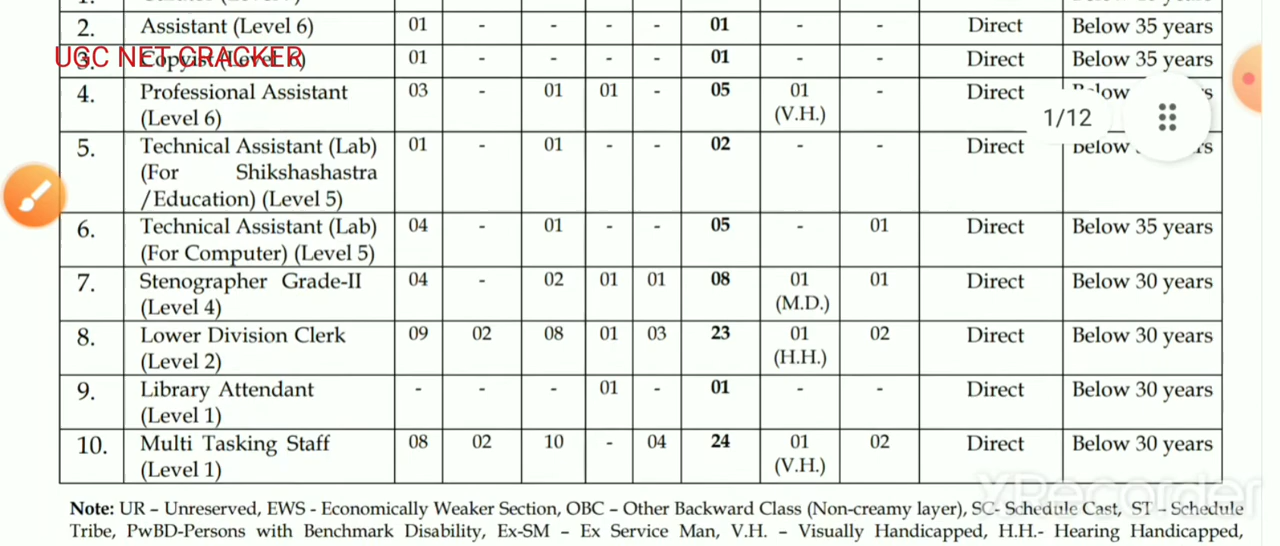 2. Assistant (Level 6) 01 - - - - 01 - - Direct Below 35 years
UGC NET CRACKER
3. Copyist (Level 6) 01 - - - - 01 - - Direct Below 35 years
4. Professional Assistant 03 - 01 01 - 05 01 - Direct
(Level 6) (V.H.)
1/12
5. Technical Assistant (Lab) 01 - 01 - - 02 - - Direct Below
(For Shikshashastra
/Education) (Level 5)
6. Technical Assistant (Lab) 04 - 01 - - 05 - 01 Direct Below 35 years
(For Computer) (Level 5)
7. Stenographer Grade-II 04 - 02 01 01 08 01 01 Direct Below 30 years
(Level 4) (M.D.)
8. Lower Division Clerk 09 02 08 01 03 23 01 02 Direct Below 30 years
(Level 2) (H.H.)
9. Library Attendant - - - 01 - 01 - - Direct Below 30 years
(Level 1)
10. Multi Tasking Staff 08 02 10 - 04 24 01 02 Direct Below 30 years
(Level 1) (V.H.)
XRecorder
Note: UR – Unreserved, EWS - Economically Weaker Section, OBC – Other Backward Class (Non-creamy layer), SC- Schedule Cast, ST – Schedule
Tribe, PwBD-Persons with Benchmark Disability, Ex-SM – Ex Service Man, V.H. – Visually Handicapped, H.H.- Hearing Handicapped,